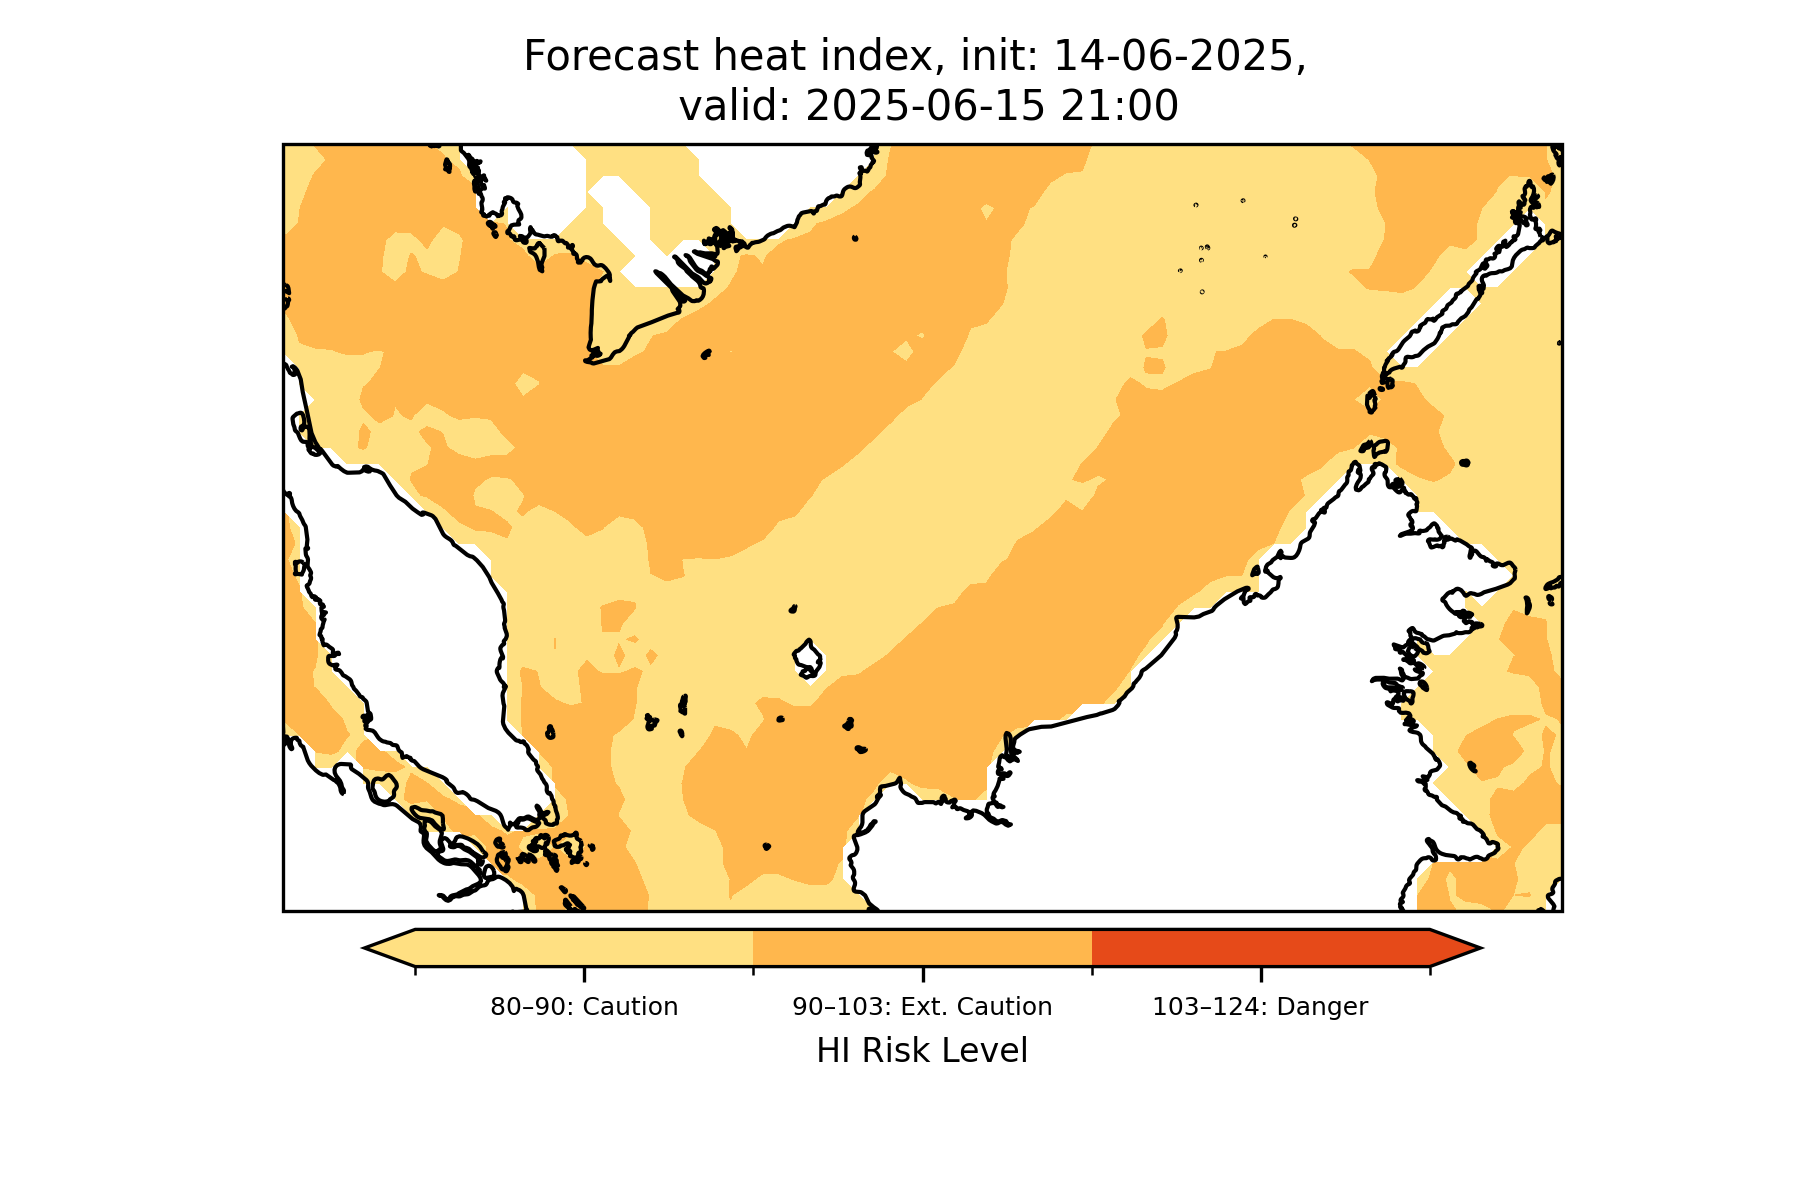 Forecast heat index, init: 14-06-2025,
valid: 2025-06-15 21:00
80–90: Caution
90–103: Ext. Caution
103–124: Danger
HI Risk Level